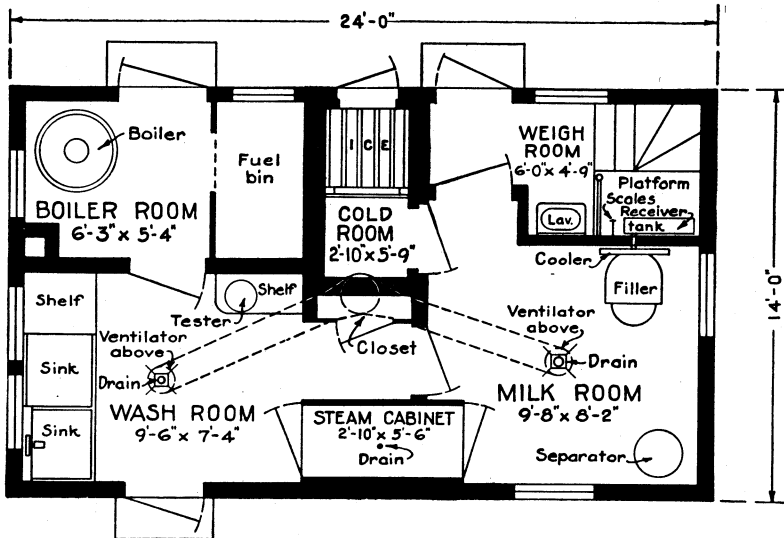 24'-0"
14'-0"
Boiler
Fuel
bin
BOILER ROOM
6'-3" x 5'-4"
ICE
COLD
ROOM
2'-10" x 5'-9"
WEIGH
ROOM
6'-0" x 4'-9"
Lav.
Platform
Scales
Receiver
tank
Cooler
Filler
Shelf
Sink
Sink
Shelf
Tester
Ventilator
above
Drain
Closet
WASH ROOM
9'-6" x 7'-4"
STEAM CABINET
2'-10" x 5'-6"
Drain
Ventilator
above
Drain
MILK ROOM
9'-8" x 8'-2"
Separator